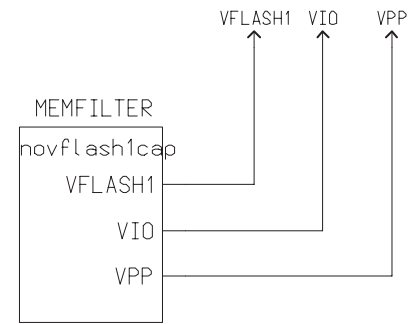 VFLASH1 VIO VPP
MEMFILTER
novflash1cap
VFLASH1
VIO
VPP